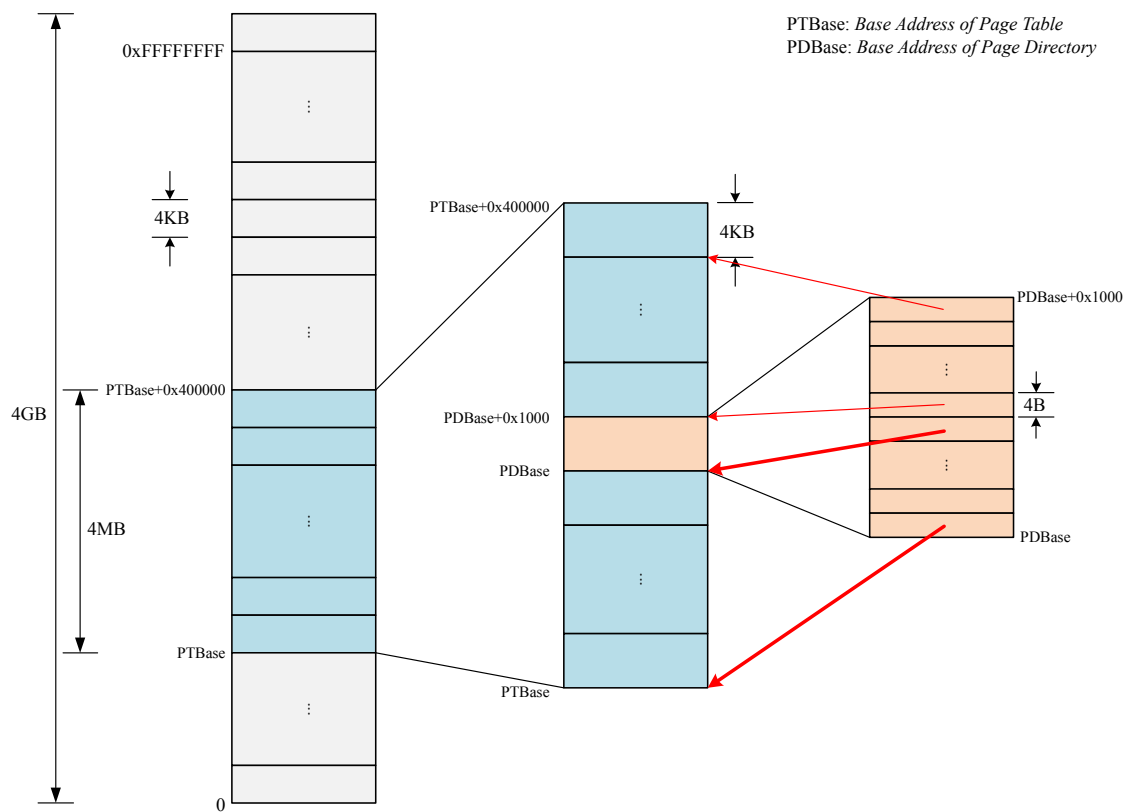 PTBase: Base Address of Page Table
PDBase: Base Address of Page Directory
0xFFFFFFFF
⋮
4KB
⋮
PTBase+0x400000
4GB
⋮
4MB
PTBase
⋮
0
PTBase+0x400000
4KB
⋮
PDBase+0x1000
PDBase
⋮
PTBase
PDBase+0x1000
⋮
4B
⋮
PDBase